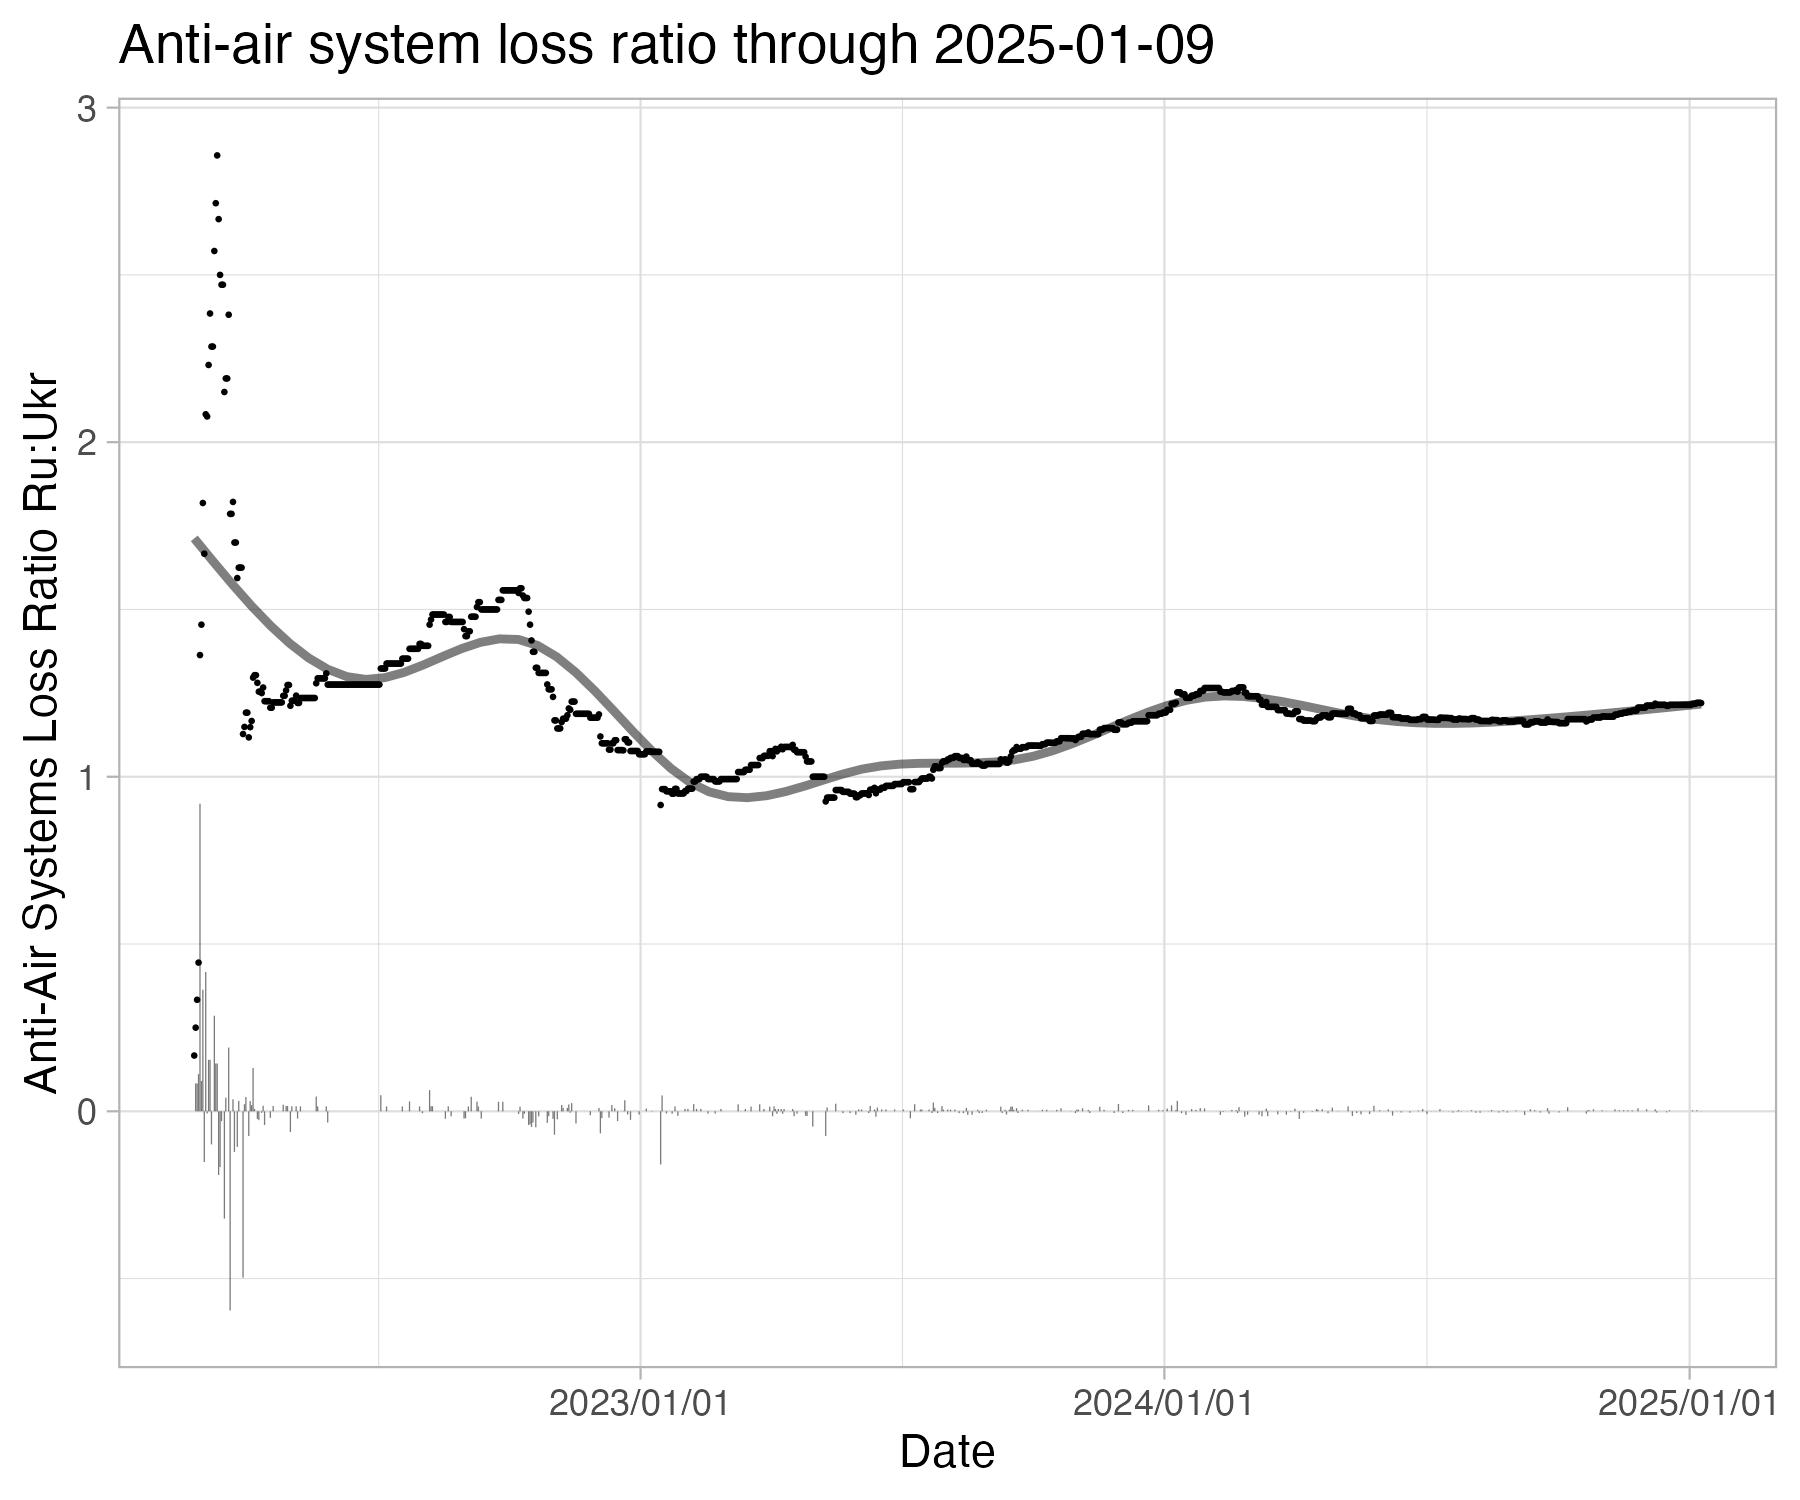 Anti-air system loss ratio through 2025-01-09
Anti-Air Systems Loss Ratio Ru:Ukr
3
2
1
0
2023/01/01
2024/01/01
2025/01/01
Date